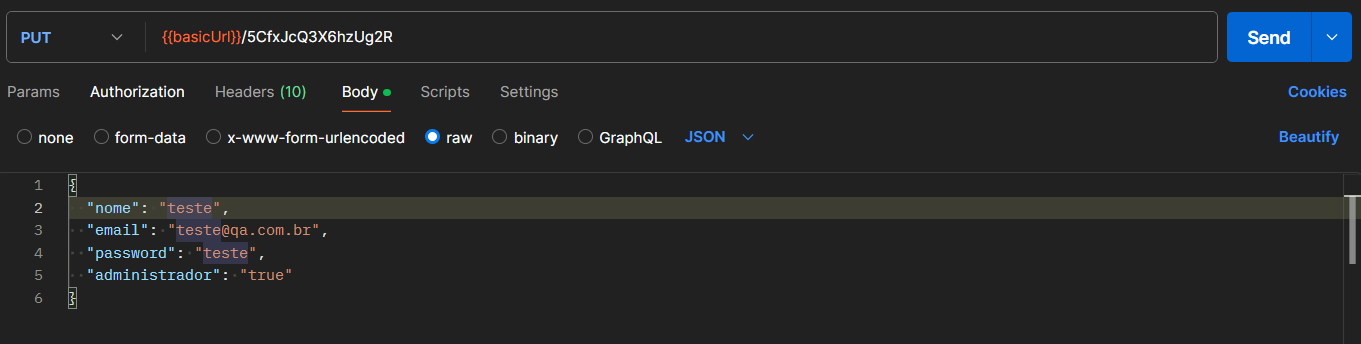 PUT {{basicUrl}}/5CfxJcQ3X6hzUg2R Send
Params Authorization Headers (10) Body Scripts Settings Cookies
none form-data x-www-form-urlencoded raw binary GraphQL JSON Beautify
1 {
2 "nome": "teste",
3 "email": "teste@qa.com.br",
4 "password": "teste",
5 "administrador": "true"
6 }